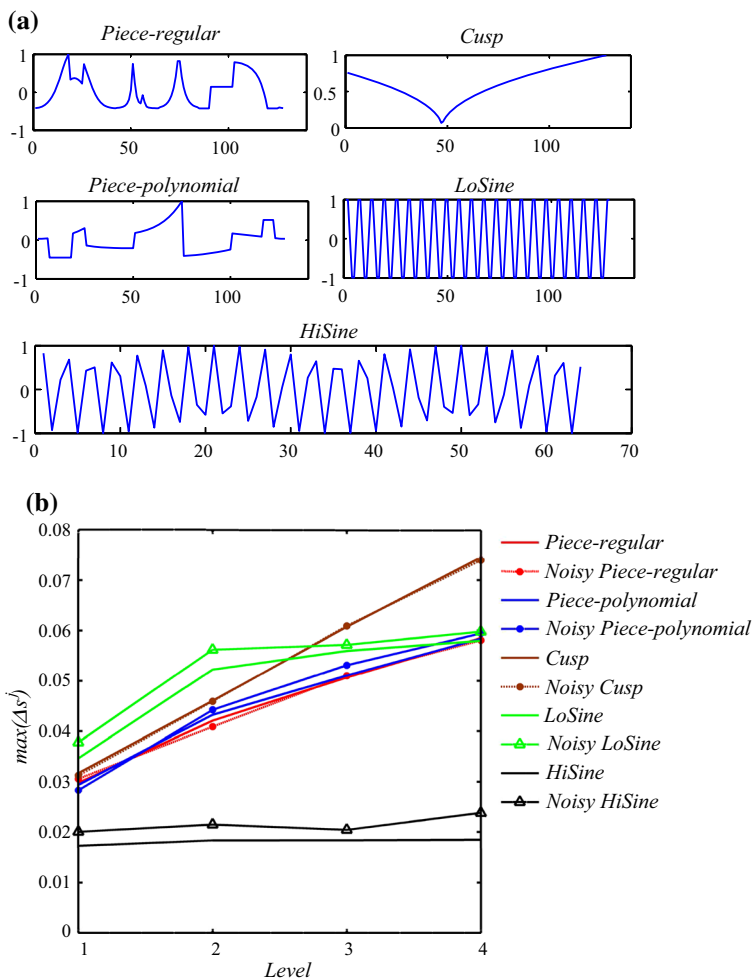 (a)
Piece-regular
Cusp
1
0
-1
0 50 100
1
0.5
0
0 50 100
Piece-polynomial
LoSine
1
0
-1
0 50 100
1
0
-1
0 50 100
HiSine
1
0
-1
0 10 20 30 40 50 60 70
(b)
0.08
0.07
0.06
0.05
0.04
0.03
0.02
0.01
0
max(Δs^j)
1 2 3 4
Level
Piece-regular
Noisy Piece-regular
Piece-polynomial
Noisy Piece-polynomial
Cusp
Noisy Cusp
LoSine
Noisy LoSine
HiSine
Noisy HiSine